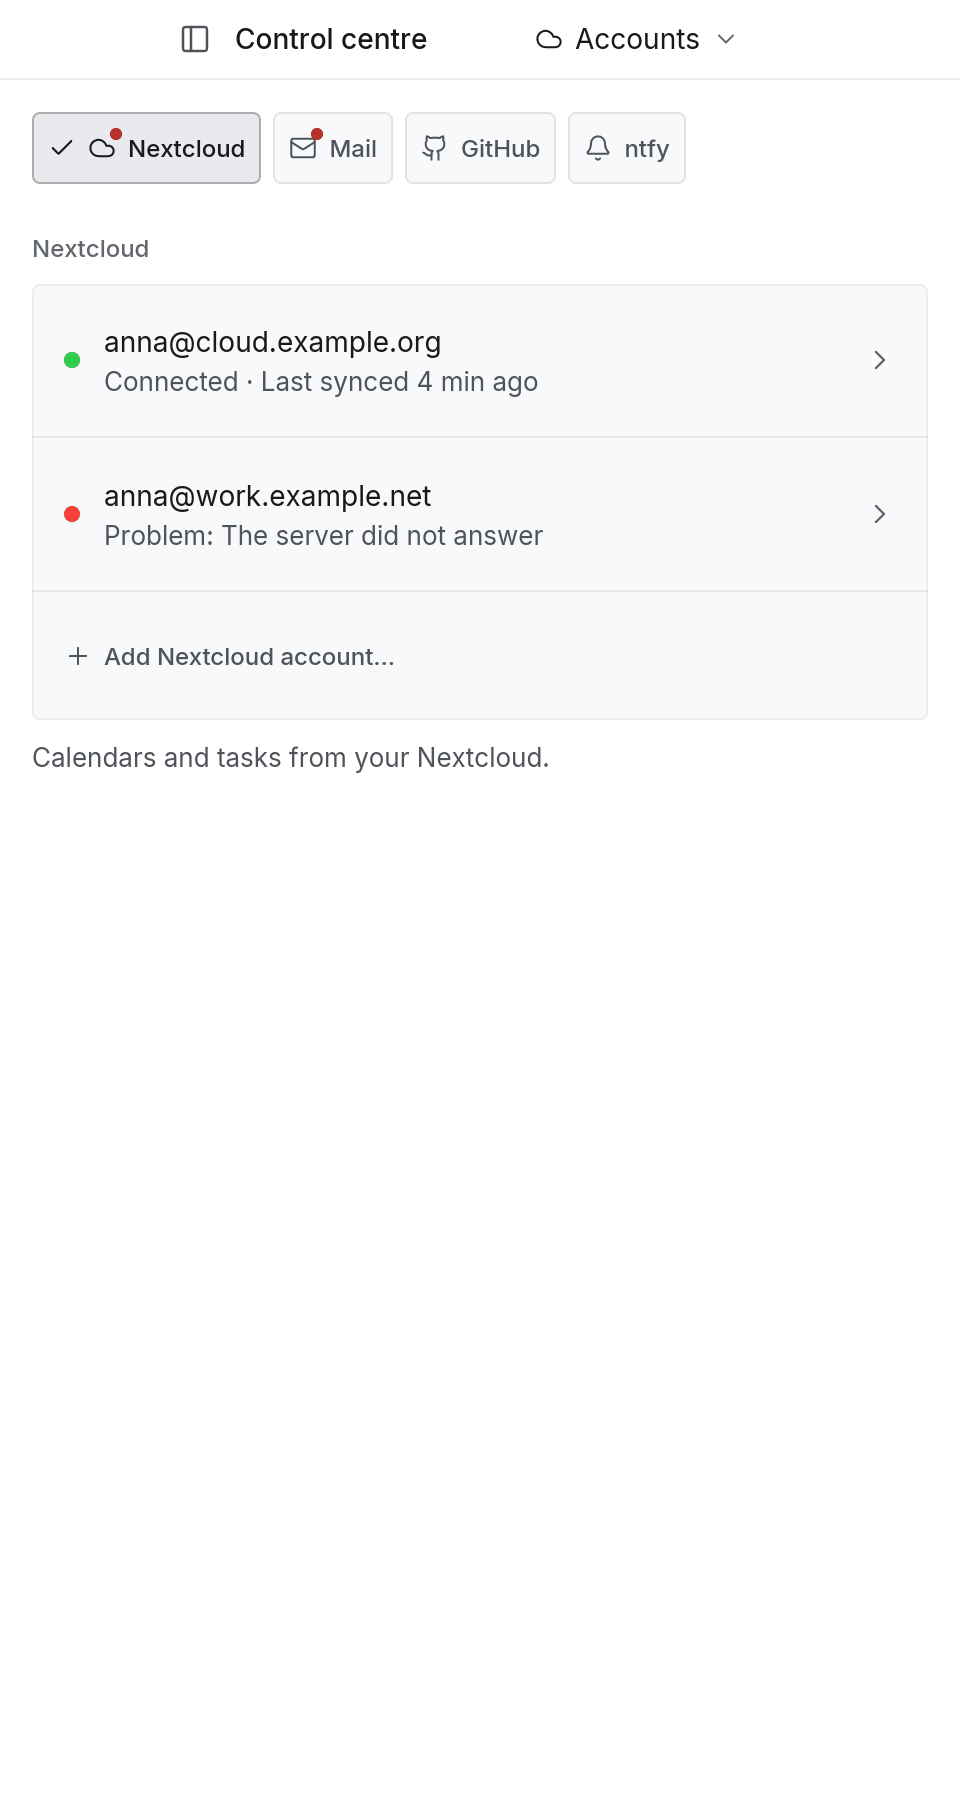 Control centre
Accounts
Nextcloud
Mail
GitHub
ntfy
Nextcloud
anna@cloud.example.org
Connected · Last synced 4 min ago
anna@work.example.net
Problem: The server did not answer
Add Nextcloud account...
Calendars and tasks from your Nextcloud.